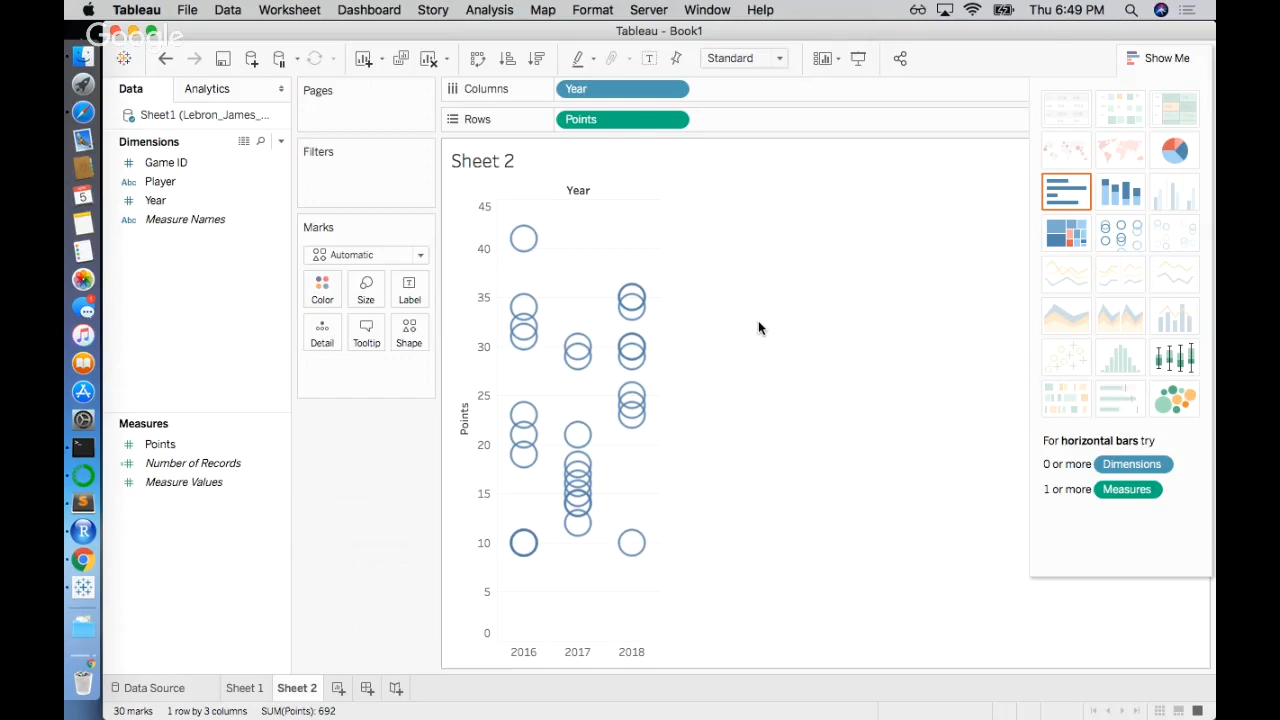 Tableau File Data Worksheet Dashboard Story Analysis Map Format Server Window Help Thu 6:49 PM
Google
Tableau - Book1
Standard
Show Me
Data Analytics
Sheet1 (Lebron_James_...
Dimensions
# Game ID
Abc Player
# Year
Abc Measure Names
Measures
# Points
# Number of Records
# Measure Values
Pages
Filters
Marks
Automatic
Color Size Label
Detail Tooltip Shape
Columns Year
Rows Points
Sheet 2
Year
45
40
35
30
25
20
15
10
5
0
Points
2016 2017 2018
For horizontal bars try
0 or more Dimensions
1 or more Measures
5
S
R
Data Source Sheet 1 Sheet 2
30 marks 1 row by 3 columns SUM(Points): 692